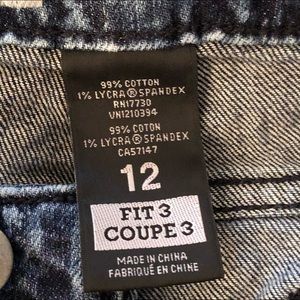 99% COTTON
1% LYCRA®SPANDEX
RN17730
VN1210394
99% COTON
1% LYCRA®SPANDEX
CA57147
12
FIT 3
COUPE 3
MADE IN CHINA
FABRIQUÉ EN CHINE